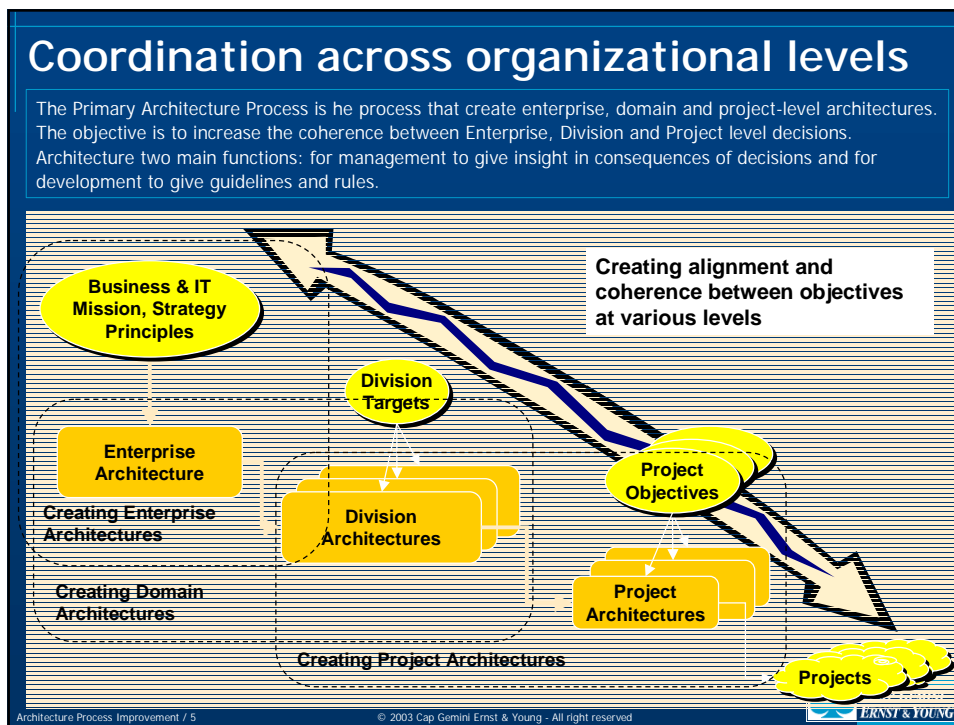 Coordination across organizational levels
The Primary Architecture Process is he process that create enterprise, domain and project-level architectures.
The objective is to increase the coherence between Enterprise, Division and Project level decisions.
Architecture two main functions: for management to give insight in consequences of decisions and for
development to give guidelines and rules.
Creating alignment and
coherence between objectives
at various levels
Business & IT
Mission, Strategy
Principles
Division
Targets
Enterprise
Architecture
Project
Objectives
Creating Enterprise
Architectures
Division
Architectures
Creating Domain
Architectures
Project
Architectures
Creating Project Architectures
Projects
Architecture Process Improvement / 5
© 2003 Cap Gemini Ernst & Young - All right reserved
ERNST & YOUNG